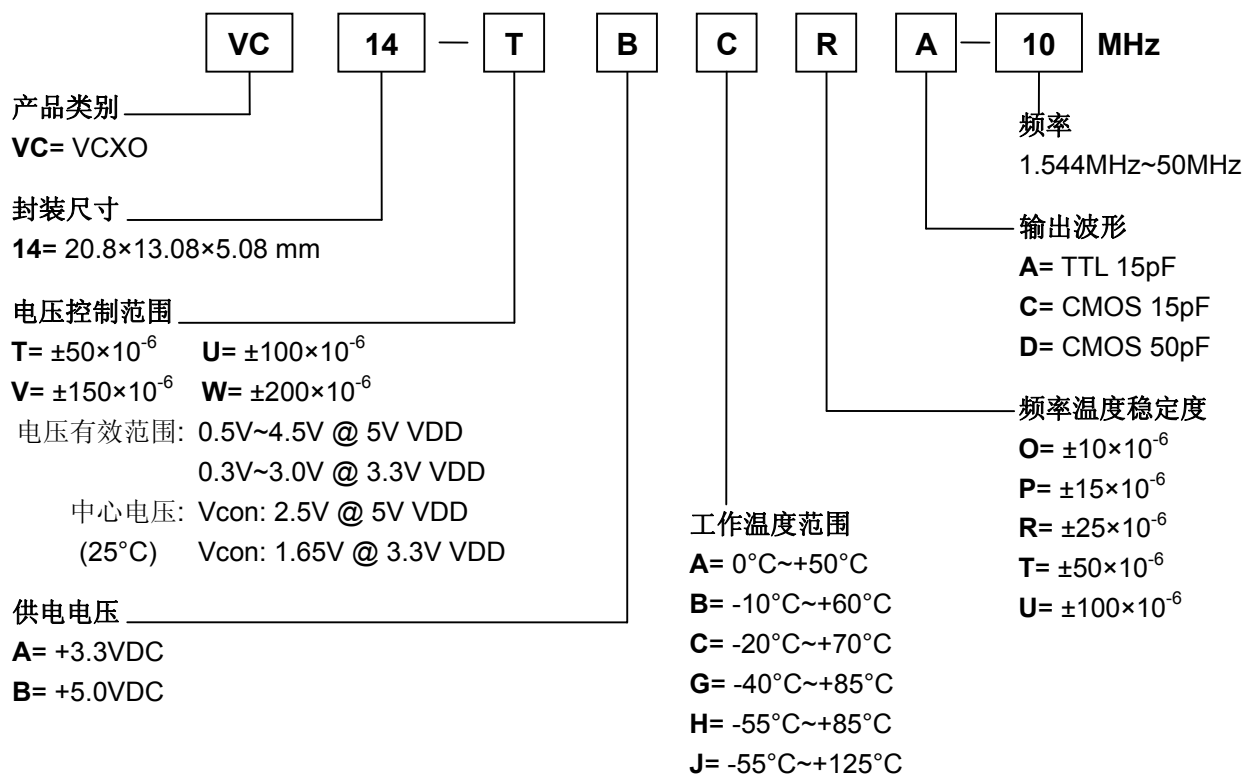 VC 14 — T B C R A — 10 MHz
产品类别
VC= VCXO
封装尺寸
14= 20.8×13.08×5.08 mm
电压控制范围
T= ±50×10⁻⁶ U= ±100×10⁻⁶
V= ±150×10⁻⁶ W= ±200×10⁻⁶
电压有效范围: 0.5V~4.5V @ 5V VDD
0.3V~3.0V @ 3.3V VDD
中心电压: Vcon: 2.5V @ 5V VDD
(25°C) Vcon: 1.65V @ 3.3V VDD
供电电压
A= +3.3VDC
B= +5.0VDC
工作温度范围
A= 0°C~+50°C
B= -10°C~+60°C
C= -20°C~+70°C
G= -40°C~+85°C
H= -55°C~+85°C
J= -55°C~+125°C
频率
1.544MHz~50MHz
输出波形
A= TTL 15pF
C= CMOS 15pF
D= CMOS 50pF
频率温度稳定度
O= ±10×10⁻⁶
P= ±15×10⁻⁶
R= ±25×10⁻⁶
T= ±50×10⁻⁶
U= ±100×10⁻⁶